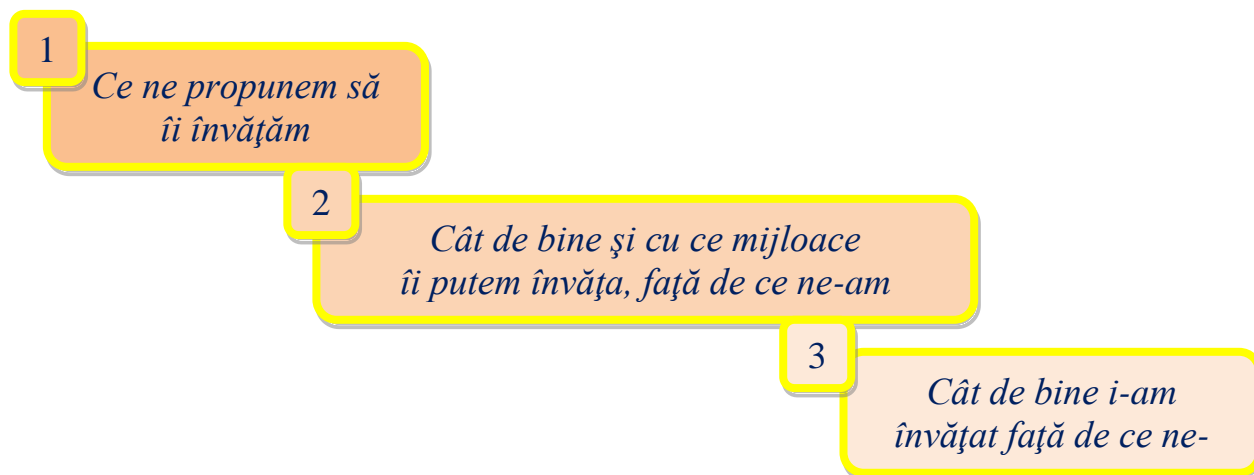 1
Ce ne propunem să
îi învăţăm
2
Cât de bine şi cu ce mijloace
îi putem învăţa, faţă de ce ne-am
3
Cât de bine i-am
învăţat faţă de ce ne-